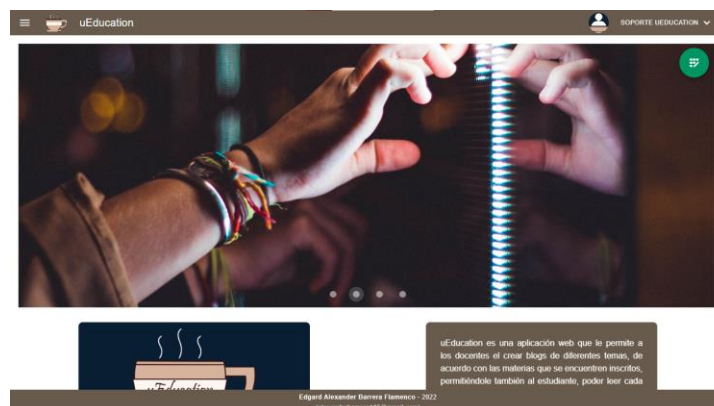 uEducation
SOPORTE UEDUCATION
uEducation
uEducation es una aplicación web que le permite a
los docentes el crear blogs de diferentes temas, de
acuerdo con las materias que se encuentren inscritos,
permitiéndole también al estudiante, poder leer cada
Edgard Alexander Barrera Flamenco - 2022